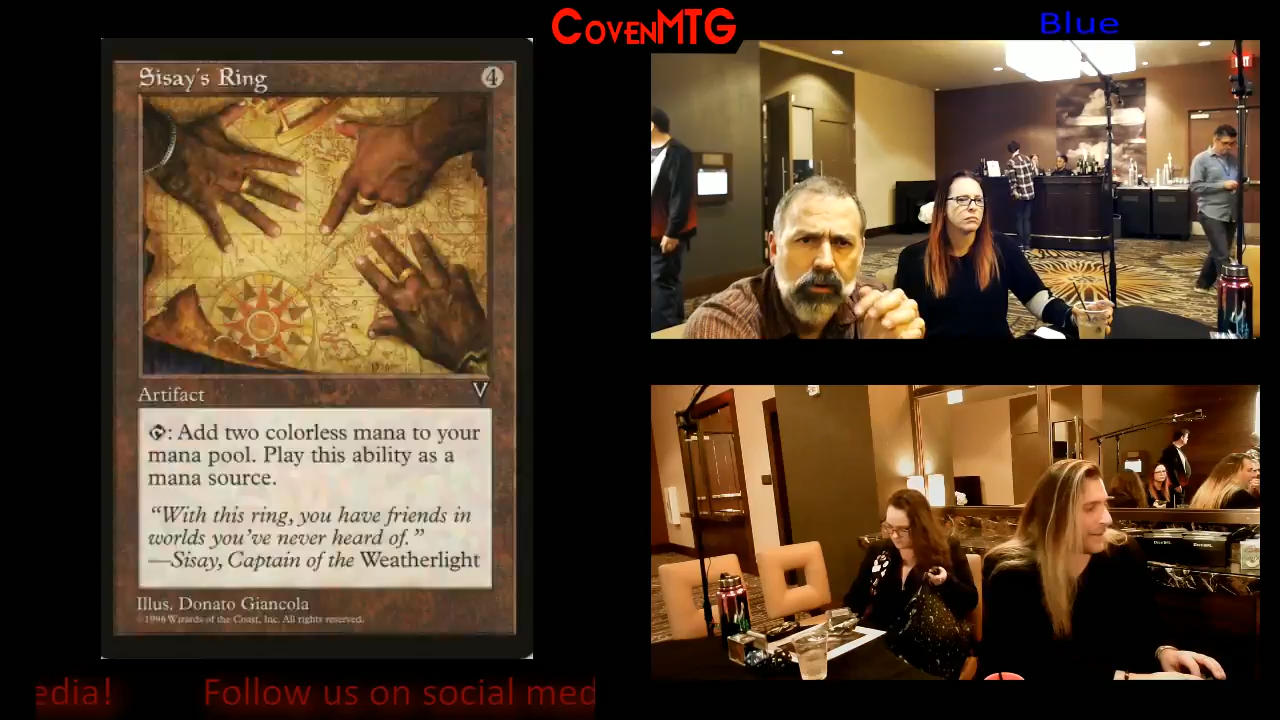 CovenMTG
Blue
Sisay's Ring
4
Artifact
V
: Add two colorless mana to your
mana pool. Play this ability as a
mana source.
"With this ring, you have friends in
worlds you've never heard of."
—Sisay, Captain of the Weatherlight
Illus. Donato Giancola
©1996 Wizards of the Coast, Inc. All rights reserved.
edia! Follow us on social med